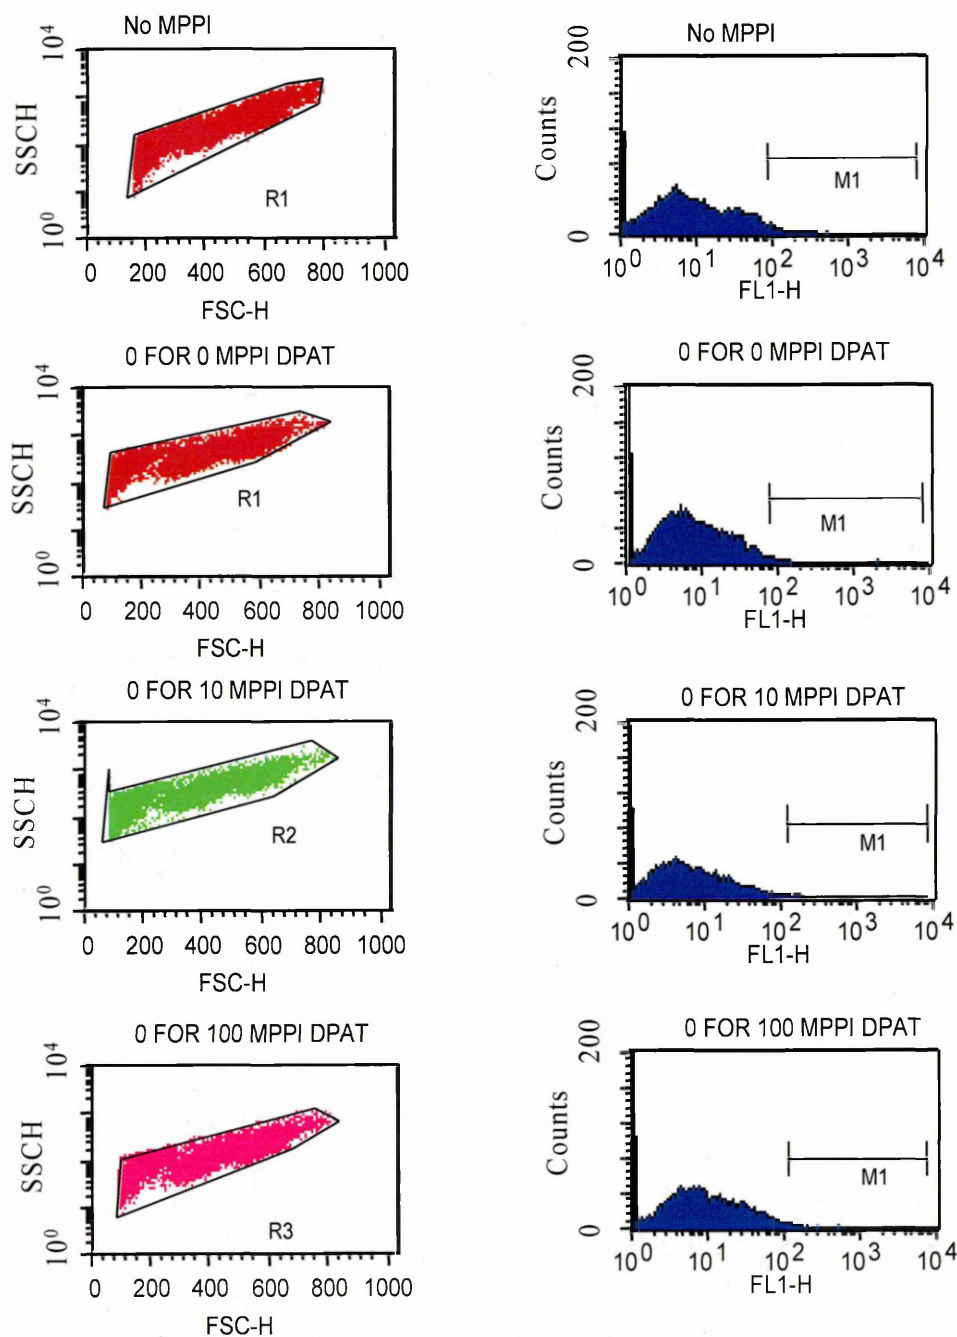 No MPPI
10⁴
SSCH
10⁰
R1
0 200 400 600 800 1000
FSC-H
No MPPI
200
Counts
0
M1
10⁰ 10¹ 10² 10³ 10⁴
FL1-H
0 FOR 0 MPPI DPAT
10⁴
SSCH
10⁰
R1
0 200 400 600 800 1000
FSC-H
0 FOR 0 MPPI DPAT
200
Counts
0
M1
10⁰ 10¹ 10² 10³ 10⁴
FL1-H
0 FOR 10 MPPI DPAT
10⁴
SSCH
10⁰
R2
0 200 400 600 800 1000
FSC-H
0 FOR 10 MPPI DPAT
200
Counts
0
M1
10⁰ 10¹ 10² 10³ 10⁴
FL1-H
0 FOR 100 MPPI DPAT
10⁴
SSCH
10⁰
R3
0 200 400 600 800 1000
FSC-H
0 FOR 100 MPPI DPAT
200
Counts
0
M1
10⁰ 10¹ 10² 10³ 10⁴
FL1-H